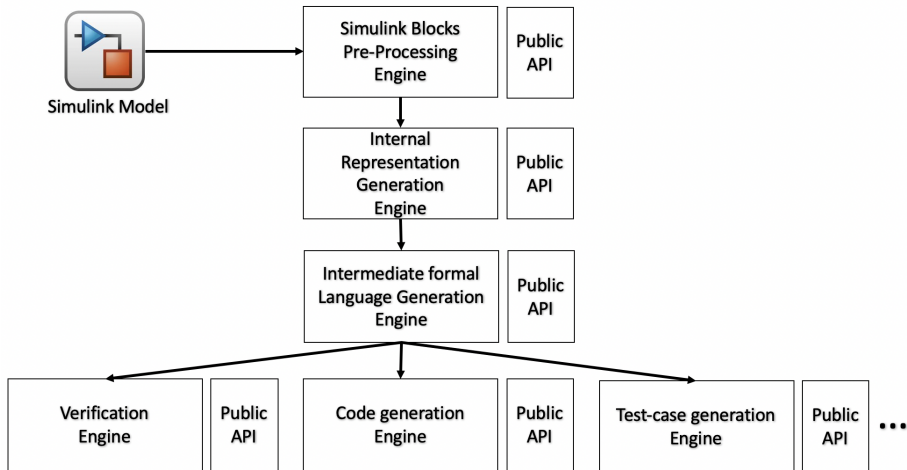 Simulink Blocks
Pre-Processing
Engine
Public
API
Simulink Model
Internal
Representation
Generation
Engine
Public
API
Intermediate formal
Language Generation
Engine
Public
API
Verification
Engine
Public
API
Code generation
Engine
Public
API
Test-case generation
Engine
Public
API
...